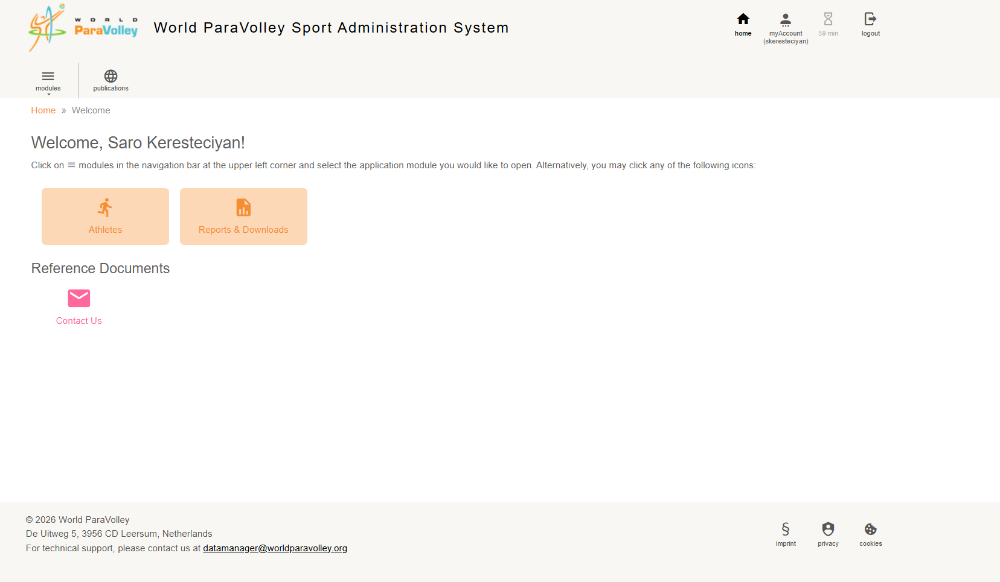 WORLD
ParaVolley
World ParaVolley Sport Administration System
home
myAccount
(skeresteciyan)
59 min
logout
modules
publications
Home » Welcome
Welcome, Saro Keresteciyan!
Click on ≡ modules in the navigation bar at the upper left corner and select the application module you would like to open. Alternatively, you may click any of the following icons:
Athletes
Reports & Downloads
Reference Documents
Contact Us
© 2026 World ParaVolley
De Uitweg 5, 3956 CD Leersum, Netherlands
For technical support, please contact us at datamanager@worldparavolley.org
§
imprint
privacy
cookies